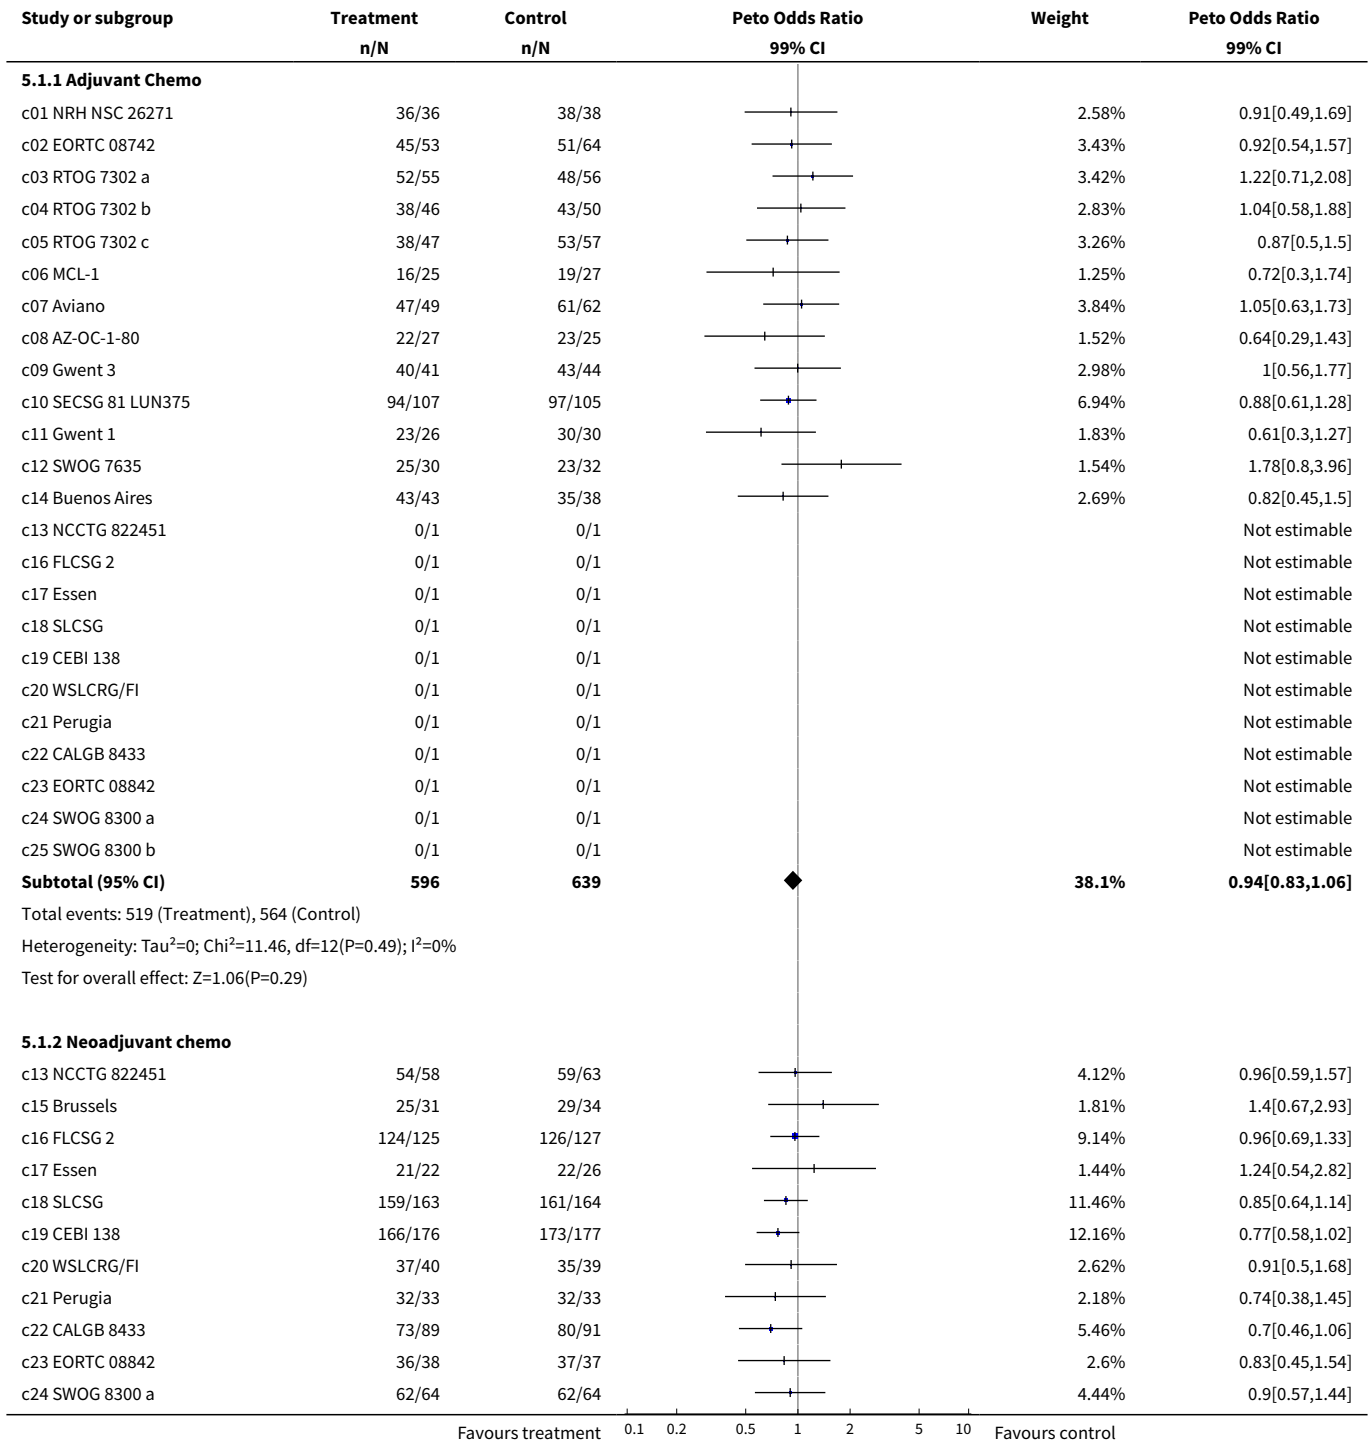 Study or subgroup Treatment Control Peto Odds Ratio Weight Peto Odds Ratio
n/N n/N 99% CI 99% CI
5.1.1 Adjuvant Chemo
c01 NRH NSC 26271 36/36 38/38 2.58% 0.91[0.49,1.69]
c02 EORTC 08742 45/53 51/64 3.43% 0.92[0.54,1.57]
c03 RTOG 7302 a 52/55 48/56 3.42% 1.22[0.71,2.08]
c04 RTOG 7302 b 38/46 43/50 2.83% 1.04[0.58,1.88]
c05 RTOG 7302 c 38/47 53/57 3.26% 0.87[0.5,1.5]
c06 MCL-1 16/25 19/27 1.25% 0.72[0.3,1.74]
c07 Aviano 47/49 61/62 3.84% 1.05[0.63,1.73]
c08 AZ-OC-1-80 22/27 23/25 1.52% 0.64[0.29,1.43]
c09 Gwent 3 40/41 43/44 2.98% 1[0.56,1.77]
c10 SECSG 81 LUN375 94/107 97/105 6.94% 0.88[0.61,1.28]
c11 Gwent 1 23/26 30/30 1.83% 0.61[0.3,1.27]
c12 SWOG 7635 25/30 23/32 1.54% 1.78[0.8,3.96]
c14 Buenos Aires 43/43 35/38 2.69% 0.82[0.45,1.5]
c13 NCCTG 822451 0/1 0/1 Not estimable
c16 FLCSG 2 0/1 0/1 Not estimable
c17 Essen 0/1 0/1 Not estimable
c18 SLCSG 0/1 0/1 Not estimable
c19 CEBI 138 0/1 0/1 Not estimable
c20 WSLCRG/FI 0/1 0/1 Not estimable
c21 Perugia 0/1 0/1 Not estimable
c22 CALGB 8433 0/1 0/1 Not estimable
c23 EORTC 08842 0/1 0/1 Not estimable
c24 SWOG 8300 a 0/1 0/1 Not estimable
c25 SWOG 8300 b 0/1 0/1 Not estimable
Subtotal (95% CI) 596 639 38.1% 0.94[0.83,1.06]
Total events: 519 (Treatment), 564 (Control)
Heterogeneity: Tau²=0; Chi²=11.46, df=12(P=0.49); I²=0%
Test for overall effect: Z=1.06(P=0.29)
5.1.2 Neoadjuvant chemo
c13 NCCTG 822451 54/58 59/63 4.12% 0.96[0.59,1.57]
c15 Brussels 25/31 29/34 1.81% 1.4[0.67,2.93]
c16 FLCSG 2 124/125 126/127 9.14% 0.96[0.69,1.33]
c17 Essen 21/22 22/26 1.44% 1.24[0.54,2.82]
c18 SLCSG 159/163 161/164 11.46% 0.85[0.64,1.14]
c19 CEBI 138 166/176 173/177 12.16% 0.77[0.58,1.02]
c20 WSLCRG/FI 37/40 35/39 2.62% 0.91[0.5,1.68]
c21 Perugia 32/33 32/33 2.18% 0.74[0.38,1.45]
c22 CALGB 8433 73/89 80/91 5.46% 0.7[0.46,1.06]
c23 EORTC 08842 36/38 37/37 2.6% 0.83[0.45,1.54]
c24 SWOG 8300 a 62/64 62/64 4.44% 0.9[0.57,1.44]
Favours treatment 0.1 0.2 0.5 1 2 5 10 Favours control